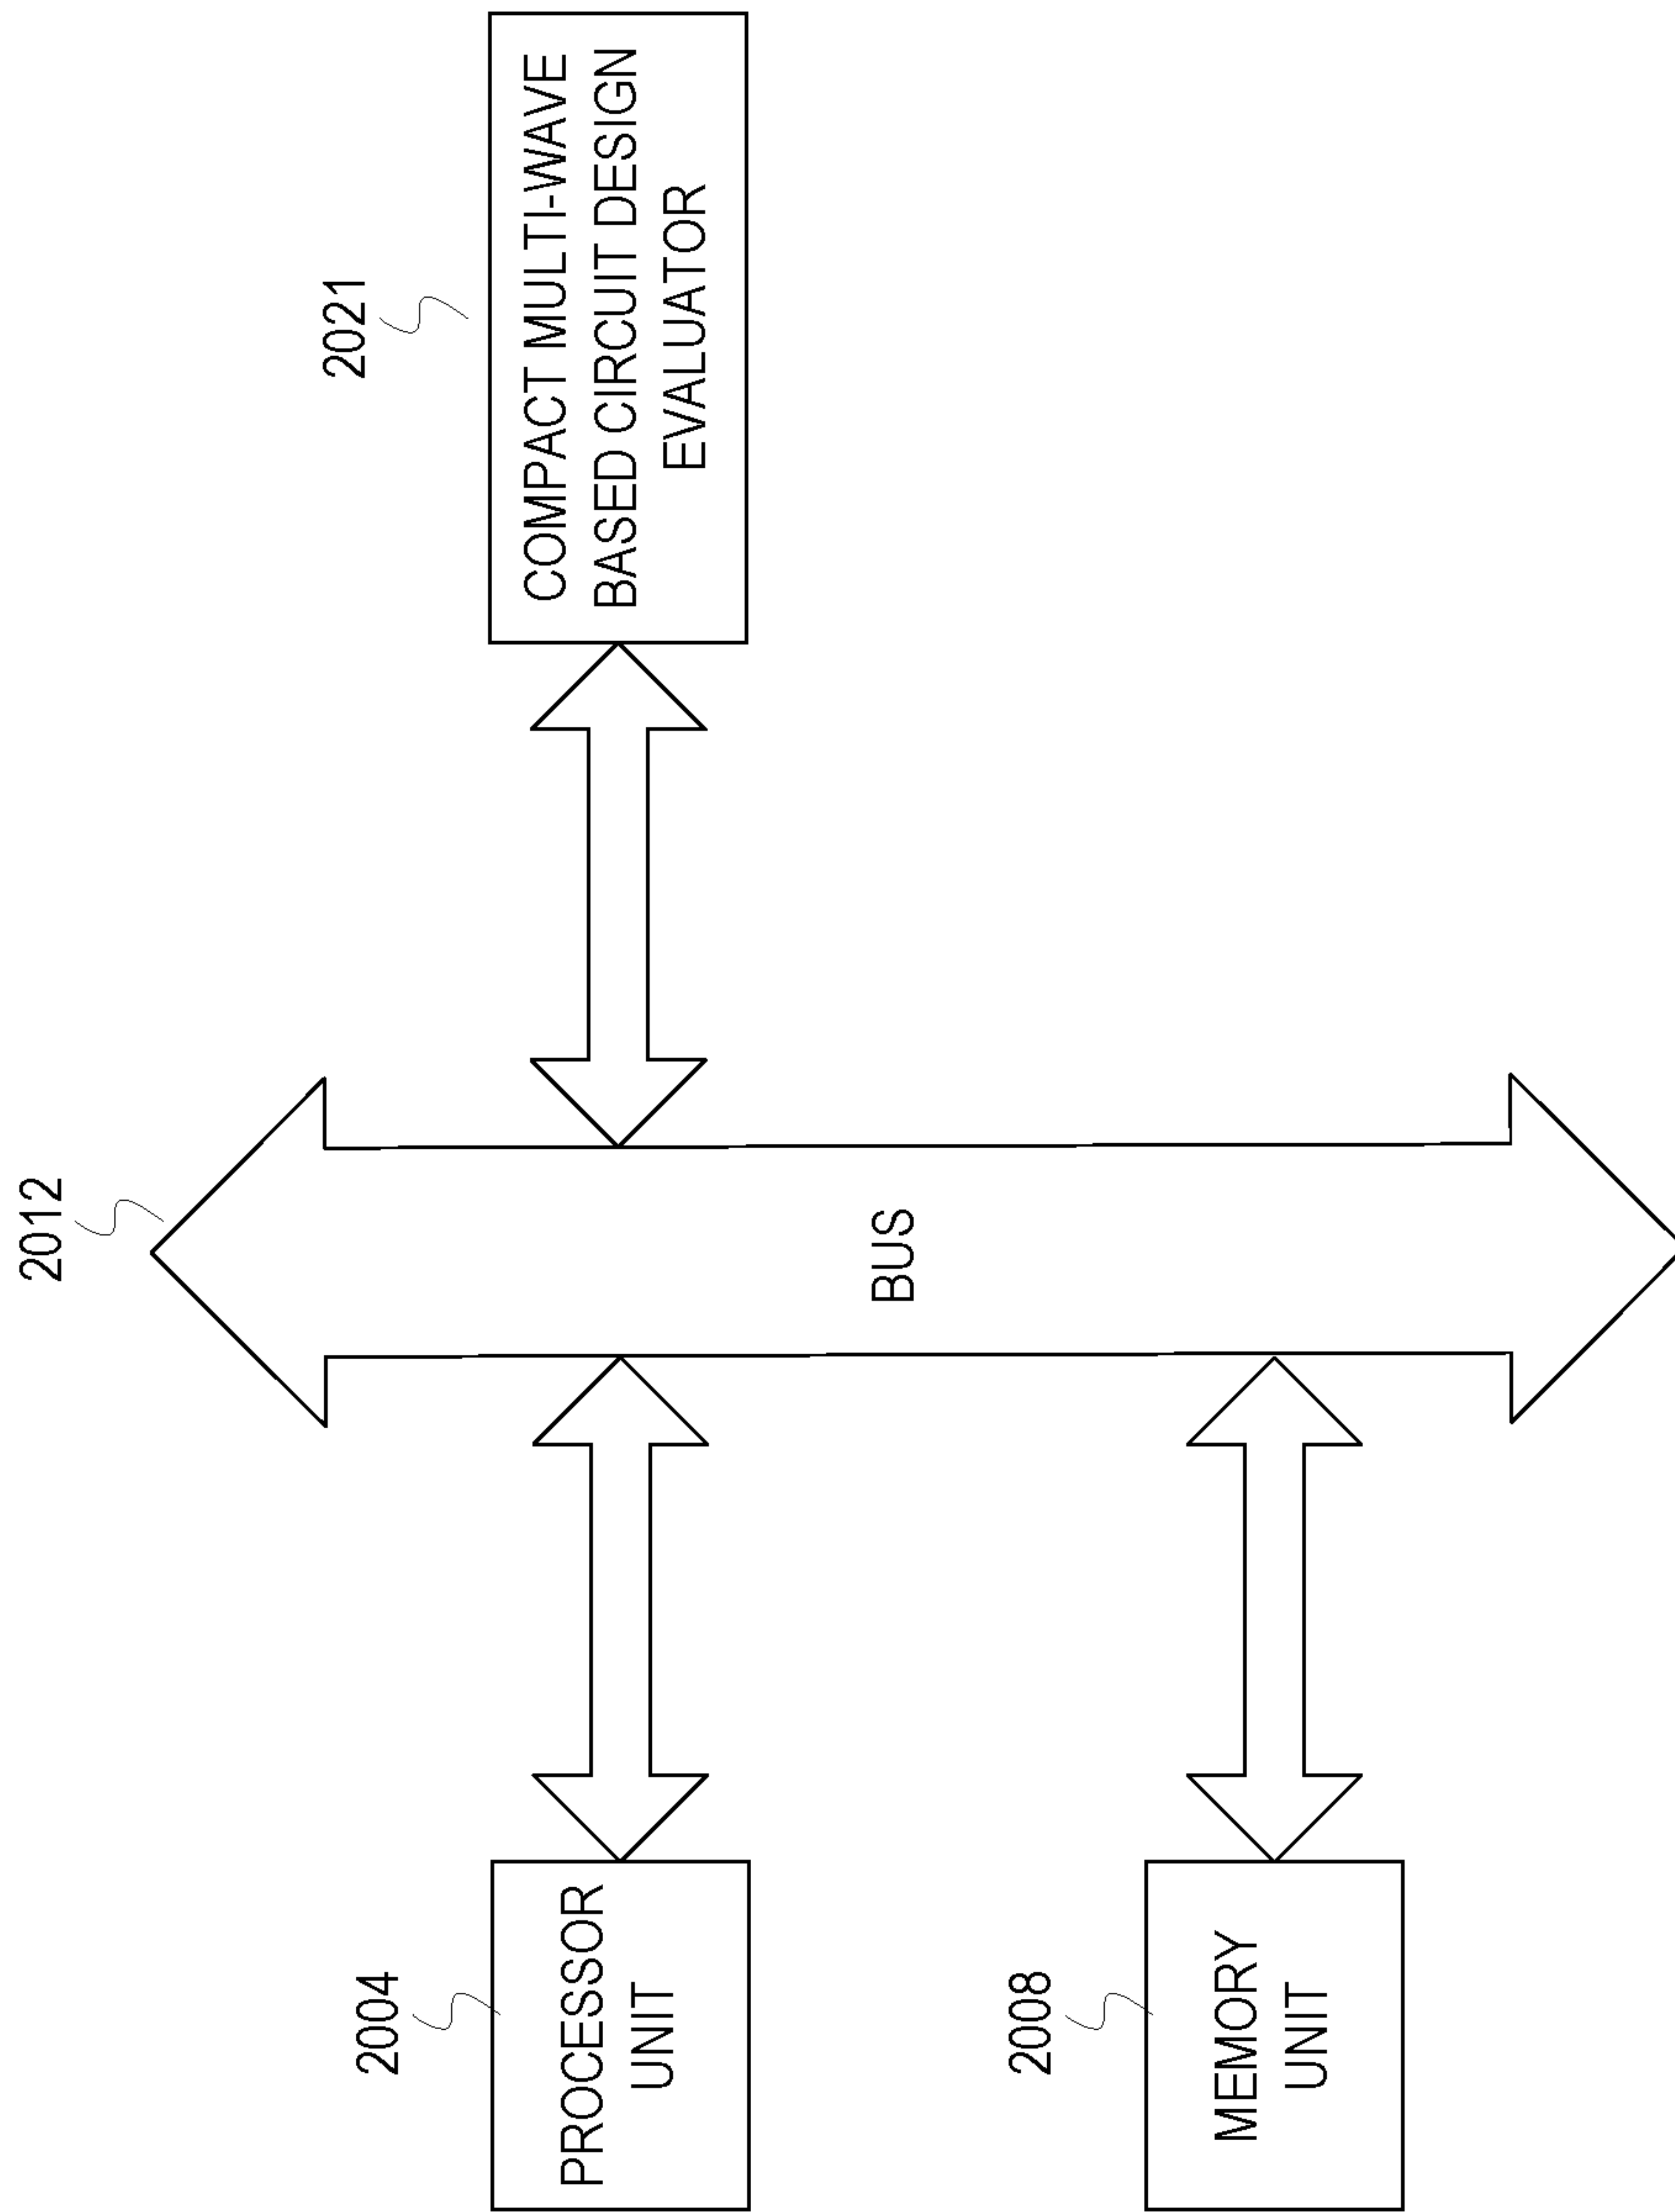 2012
2021
COMPACT MULTI-WAVE
BASED CIRCUIT DESIGN
EVALUATOR
BUS
2004
PROCESSOR
UNIT
2008
MEMORY
UNIT